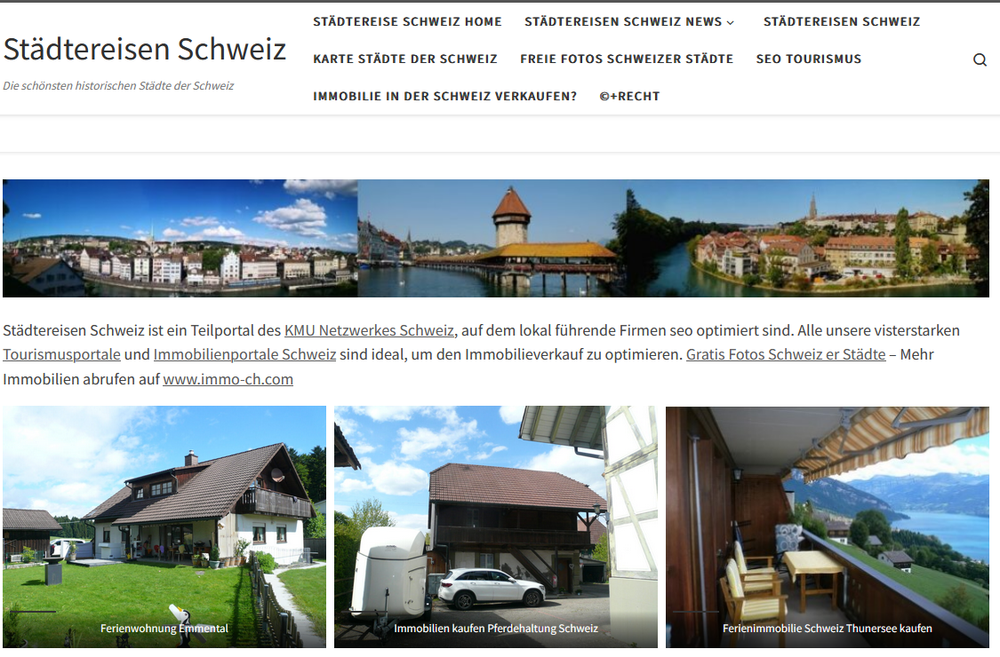 Städtereisen Schweiz
Die schönsten historischen Städte der Schweiz
STÄDTEREISE SCHWEIZ HOME STÄDTEREISEN SCHWEIZ NEWS STÄDTEREISEN SCHWEIZ
KARTE STÄDTE DER SCHWEIZ FREIE FOTOS SCHWEIZER STÄDTE SEO TOURISMUS
IMMOBILIE IN DER SCHWEIZ VERKAUFEN? ©+RECHT
Städtereisen Schweiz ist ein Teilportal des KMU Netzwerkes Schweiz, auf dem lokal führende Firmen seo optimiert sind. Alle unsere visterstarken
Tourismusportale und Immobilienportale Schweiz sind ideal, um den Immobilieverkauf zu optimieren. Gratis Fotos Schweiz er Städte – Mehr
Immobilien abrufen auf www.immo-ch.com
Ferienwohnung Emmental
Immobilien kaufen Pferdehaltung Schweiz
Ferienimmobilie Schweiz Thunersee kaufen